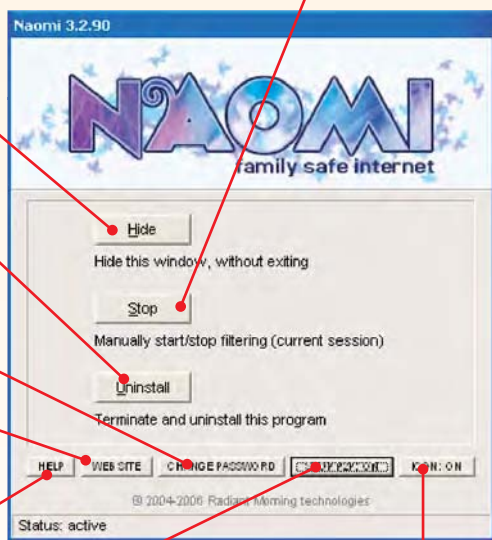 Naomi 3.2.90
NAOMI
family safe internet
Hide
Hide this window, without exiting
Stop
Manually start/stop filtering (current session)
Uninstall
Terminate and uninstall this program
HELP WEB SITE CHANGE PASSWORD ICON: ON
© 2004-2006 Radiant Morning technologies
Status: active